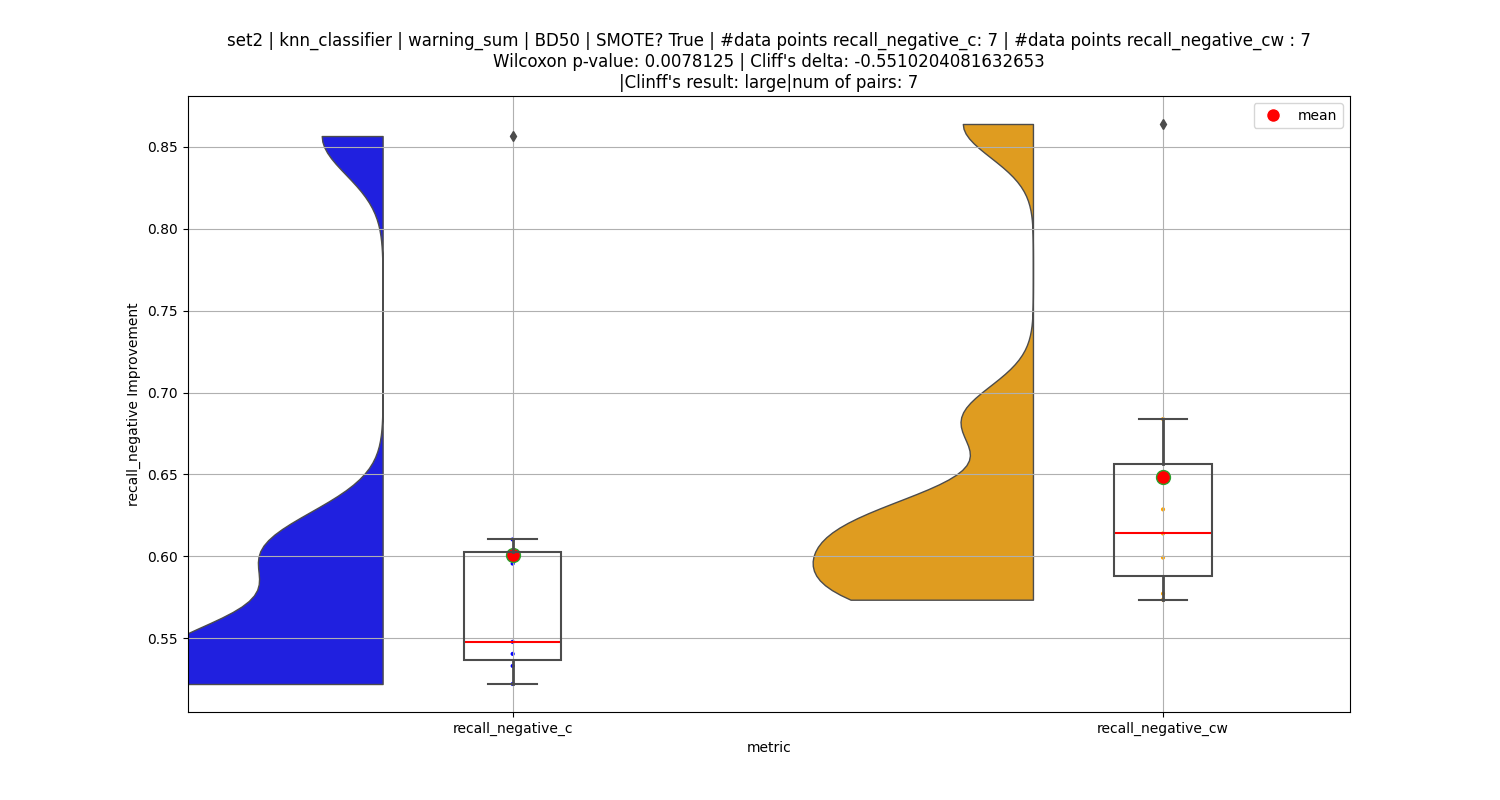 set2 | knn_classifier | warning_sum | BD50 | SMOTE? True | #data points recall_negative_c: 7 | #data points recall_negative_cw : 7
Wilcoxon p-value: 0.0078125 | Cliff's delta: -0.5510204081632653
|Clinff's result: large|num of pairs: 7
mean
0.85
0.80
0.75
0.70
0.65
0.60
0.55
recall_negative Improvement
recall_negative_c
recall_negative_cw
metric